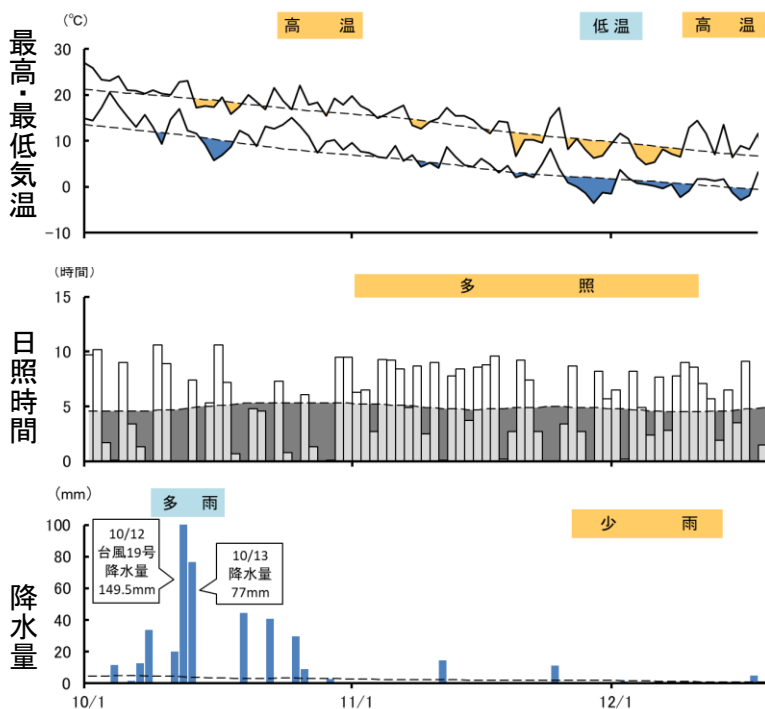 最高・最低気温
(℃)
高温
低温
高温
30
20
10
0
-10
日照時間
(時間)
多照
15
10
5
0
降水量
(mm)
多雨
少雨
100
80
60
40
20
0
10/12
台風19号
降水量
149.5mm
10/13
降水量
77mm
10/1
11/1
12/1